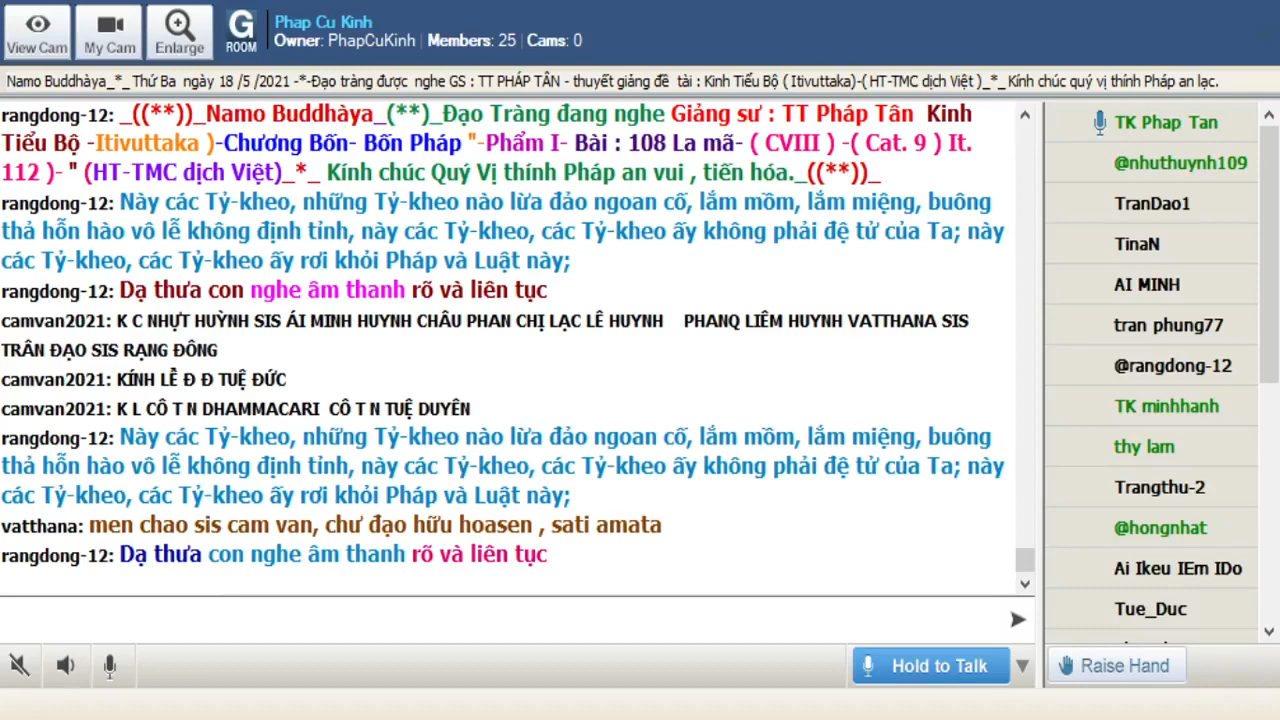 View Cam
My Cam
Enlarge
G
ROOM
Phap Cu Kinh
Owner: PhapCuKinh | Members: 25 | Cams: 0
Namo Buddhàya_*_ Thứ Ba ngày 18 /5 /2021 -*-Đạo tràng được nghe GS : TT PHÁP TÂN - thuyết giảng đề tài : Kinh Tiểu Bộ ( Itivuttaka)-( HT-TMC dịch Việt )_*_ Kính chúc quý vị thính Pháp an lạc.
rangdong-12: _((**))_Namo Buddhàya_(**)_Đạo Tràng đang nghe Giảng sư : TT Pháp Tân Kinh
Tiểu Bộ -Itivuttaka )-Chương Bốn- Bốn Pháp "-Phẩm I- Bài : 108 La mã- ( CVIII ) -( Cat. 9 ) It.
112 )- " (HT-TMC dịch Việt)_*_ Kính chúc Quý Vị thính Pháp an vui , tiến hóa._((**))_
rangdong-12: Này các Tỷ-kheo, những Tỷ-kheo nào lừa đảo ngoan cố, lắm mồm, lắm miệng, buông
thả hỗn hào vô lễ không định tỉnh, này các Tỷ-kheo, các Tỷ-kheo ấy không phải đệ tử của Ta; này
các Tỷ-kheo, các Tỷ-kheo ấy rơi khỏi Pháp và Luật này;
rangdong-12: Dạ thưa con nghe âm thanh rõ và liên tục
camvan2021: K C NHỰT HUỲNH SIS ÁI MINH HUYNH CHÂU PHAN CHỊ LẠC LÊ HUYNH PHANQ LIÊM HUYNH VATTHANA SIS
TRÂN ĐẠO SIS RẠNG ĐÔNG
camvan2021: KÍNH LỄ Đ Đ TUỆ ĐỨC
camvan2021: K L CÔ T N DHAMMACARI CÔ T N TUỆ DUYÊN
rangdong-12: Này các Tỷ-kheo, những Tỷ-kheo nào lừa đảo ngoan cố, lắm mồm, lắm miệng, buông
thả hỗn hào vô lễ không định tỉnh, này các Tỷ-kheo, các Tỷ-kheo ấy không phải đệ tử của Ta; này
các Tỷ-kheo, các Tỷ-kheo ấy rơi khỏi Pháp và Luật này;
vatthana: men chao sis cam van, chư đạo hữu hoasen , sati amata
rangdong-12: Dạ thưa con nghe âm thanh rõ và liên tục
TK Phap Tan
@nhuthuynh109
TranDao1
TinaN
AI MINH
tran phung77
@rangdong-12
TK minhhanh
thy lam
Trangthu-2
@hongnhat
Ai Ikeu IEm IDo
Tue_Duc
Hold to Talk
Raise Hand